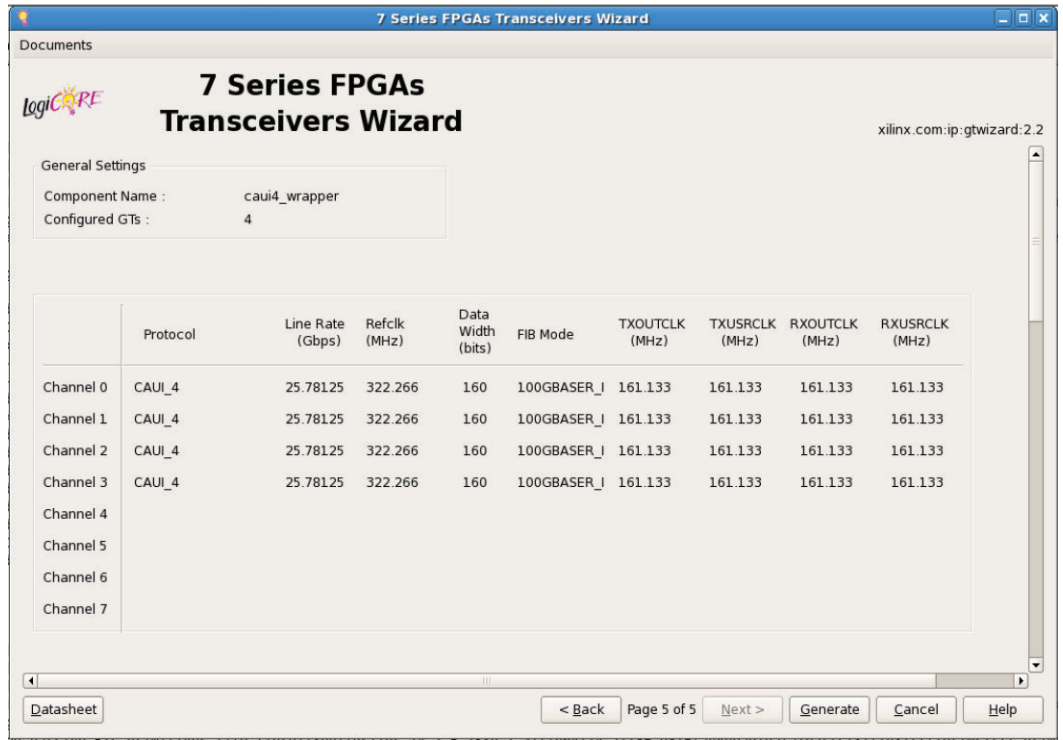 7 Series FPGAs Transceivers Wizard
Documents
LogiCORE
7 Series FPGAs
Transceivers Wizard
xilinx.com:ip:gtwizard:2.2
General Settings
Component Name : caui4_wrapper
Configured GTs : 4
Protocol Line Rate (Gbps) Refclk (MHz) Data Width (bits) FIB Mode TXOUTCLK (MHz) TXUSRCLK (MHz) RXOUTCLK (MHz) RXUSRCLK (MHz)
Channel 0 CAUI_4 25.78125 322.266 160 100GBASER_I 161.133 161.133 161.133 161.133
Channel 1 CAUI_4 25.78125 322.266 160 100GBASER_I 161.133 161.133 161.133 161.133
Channel 2 CAUI_4 25.78125 322.266 160 100GBASER_I 161.133 161.133 161.133 161.133
Channel 3 CAUI_4 25.78125 322.266 160 100GBASER_I 161.133 161.133 161.133 161.133
Channel 4
Channel 5
Channel 6
Channel 7
Datasheet < Back Page 5 of 5 Next > Generate Cancel Help